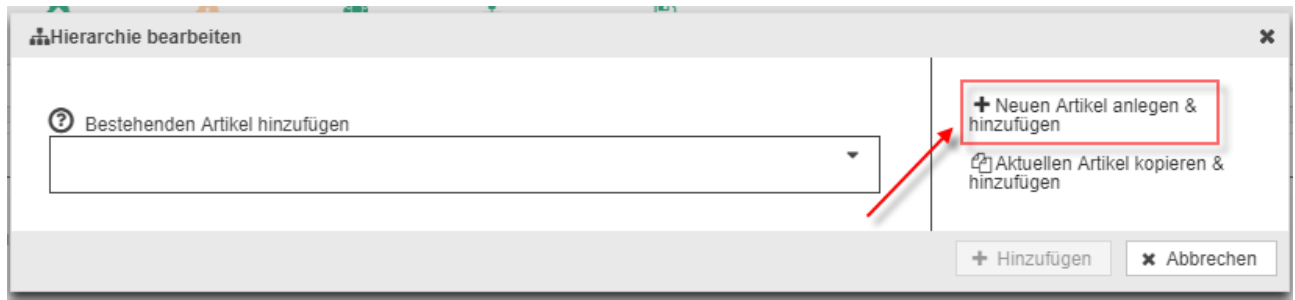 Hierarchie bearbeiten
Bestehenden Artikel hinzufügen
Neuen Artikel anlegen &
hinzufügen
Aktuellen Artikel kopieren &
hinzufügen
Hinzufügen
Abbrechen